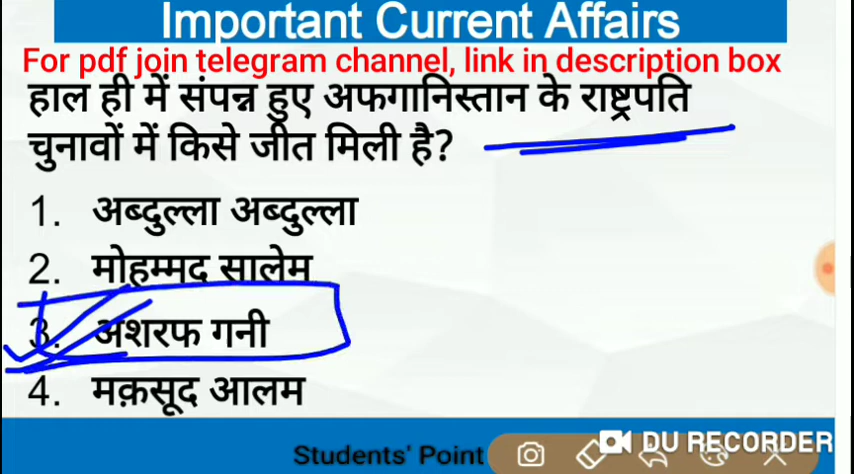 Important Current Affairs
For pdf join telegram channel, link in description box
हाल ही में संपन्न हुए अफगानिस्तान के राष्ट्रपति
चुनावों में किसे जीत मिली है?
1. अब्दुल्ला अब्दुल्ला
2. मोहम्मद सालेम
3. अशरफ गनी
4. मक़सूद आलम
Students' Point
DU RECORDER